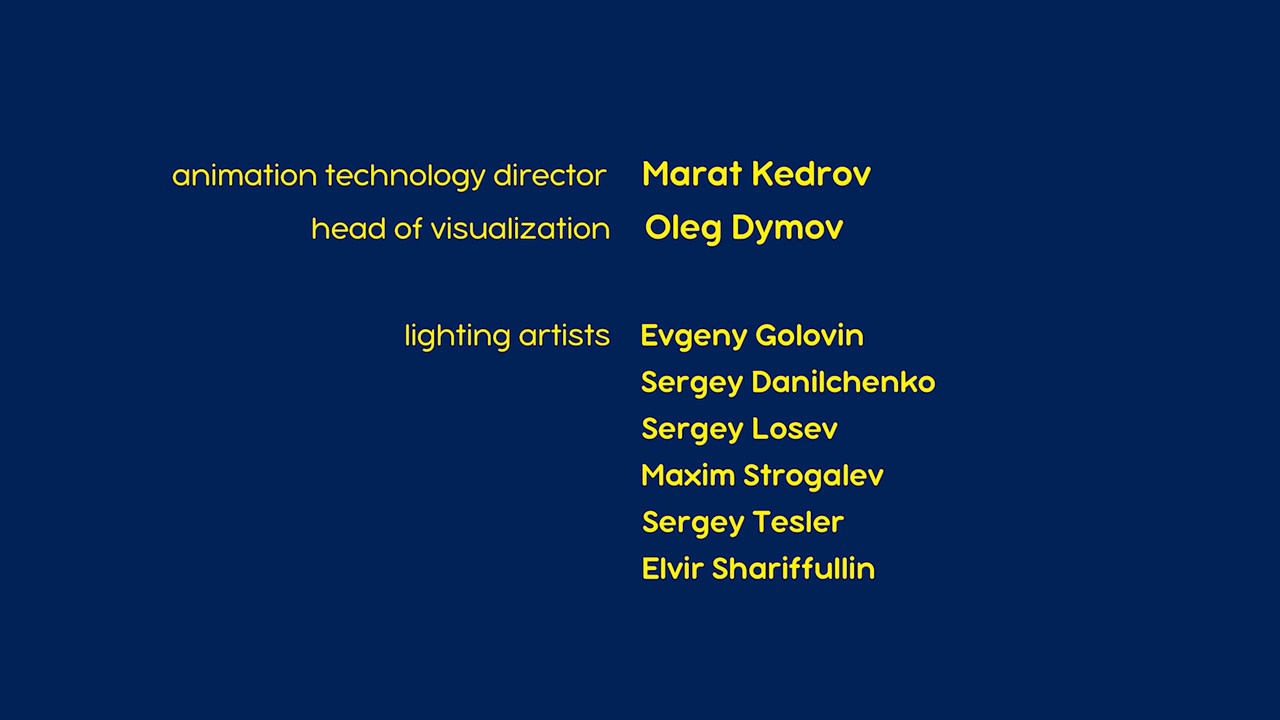 animation technology director Marat Kedrov
head of visualization Oleg Dymov
lighting artists Evgeny Golovin
Sergey Danilchenko
Sergey Losev
Maxim Strogalev
Sergey Tesler
Elvir Shariffullin